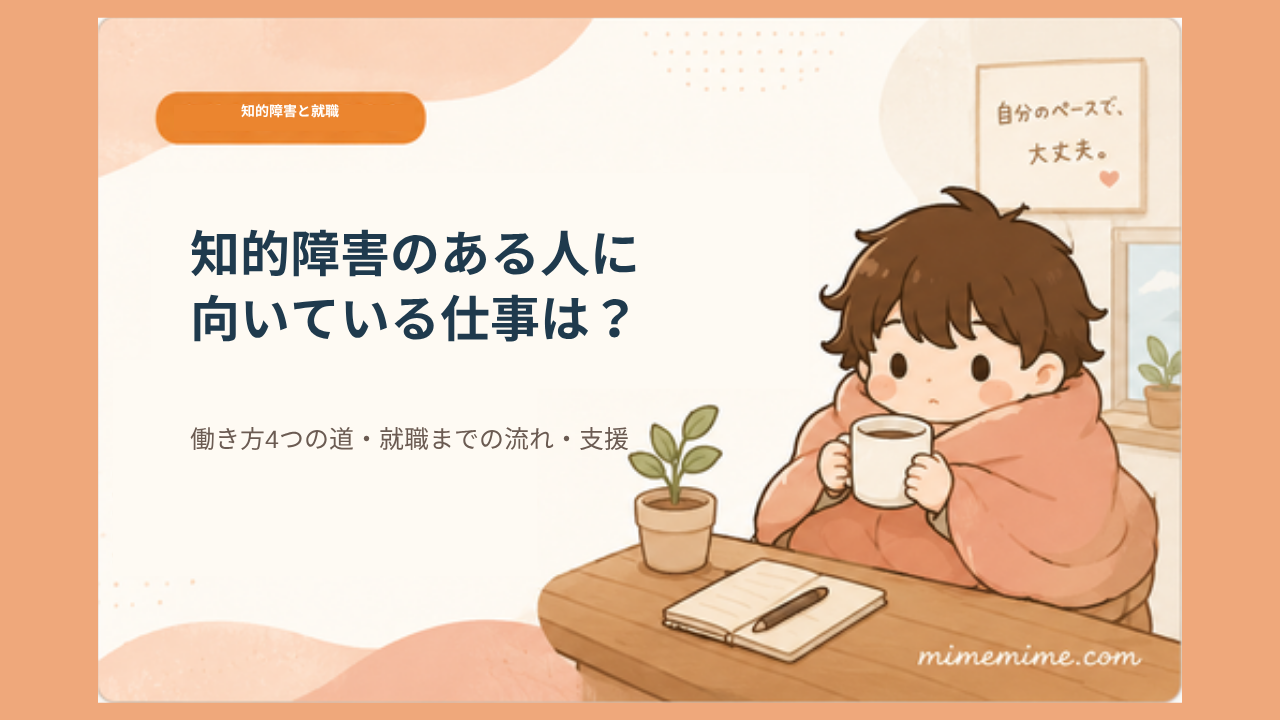 知的障害と就職
自分のペースで、
大丈夫。
知的障害のある人に
向いている仕事は？
働き方4つの道・就職までの流れ・支援
mimemime.com